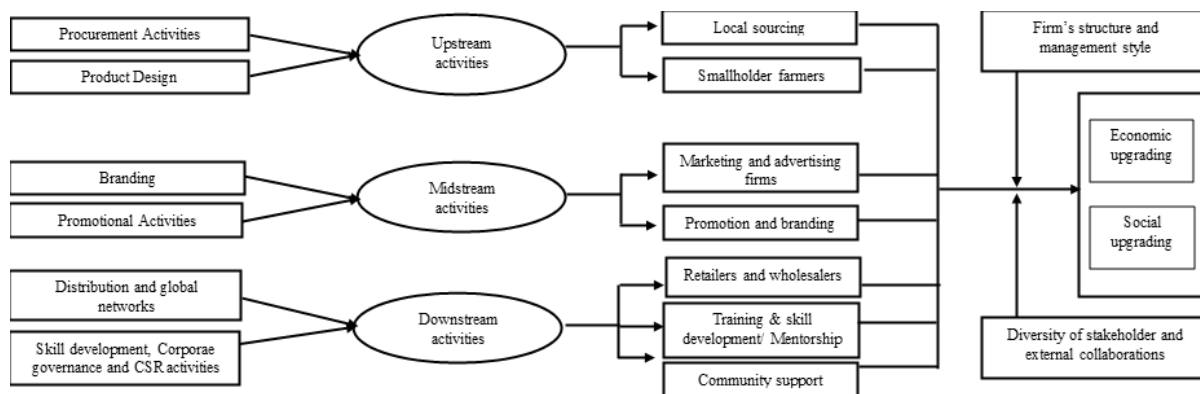 Procurement Activities
Product Design
Upstream
activities
Local sourcing
Smallholder farmers
Firm's structure and
management style
Branding
Promotional Activities
Midstream
activities
Marketing and advertising
firms
Promotion and branding
Economic
upgrading
Social
upgrading
Distribution and global
networks
Skill development, Corporae
governance and CSR activities
Downstream
activities
Retailers and wholesalers
Training & skill
development/ Mentorship
Community support
Diversity of stakeholder and
external collaborations